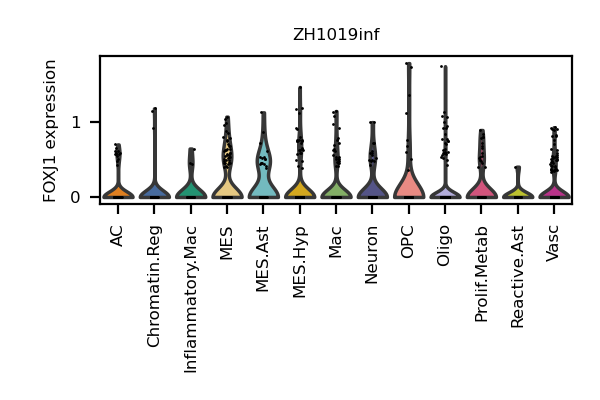 ZH1019inf
FOXJ1 expression
1
0
AC
Chromatin.Reg
Inflammatory.Mac
MES
MES.Ast
MES.Hyp
Mac
Neuron
OPC
Oligo
Prolif.Metab
Reactive.Ast
Vasc